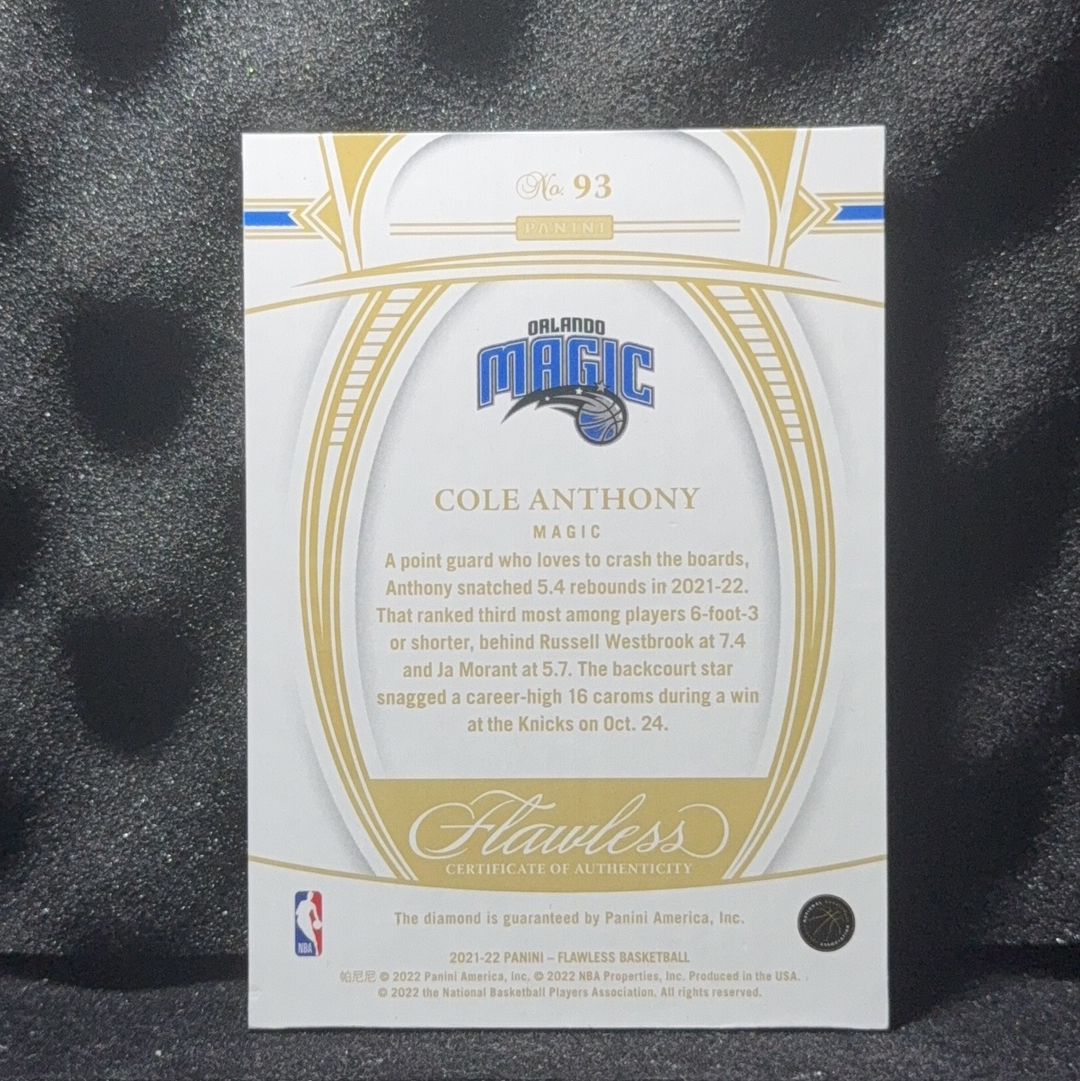 No. 93
PANINI
ORLANDO
MAGIC
COLE ANTHONY
MAGIC
A point guard who loves to crash the boards,
Anthony snatched 5.4 rebounds in 2021-22.
That ranked third most among players 6-foot-3
or shorter, behind Russell Westbrook at 7.4
and Ja Morant at 5.7. The backcourt star
snagged a career-high 16 caroms during a win
at the Knicks on Oct. 24.
Flawless
CERTIFICATE OF AUTHENTICITY
The diamond is guaranteed by Panini America, Inc.
NBA
NATIONAL BASKETBALL PLAYERS ASSOCIATION
2021-22 PANINI – FLAWLESS BASKETBALL
帕尼尼 © 2022 Panini America, Inc. © 2022 NBA Properties, Inc. Produced in the USA.
© 2022 the National Basketball Players Association. All rights reserved.